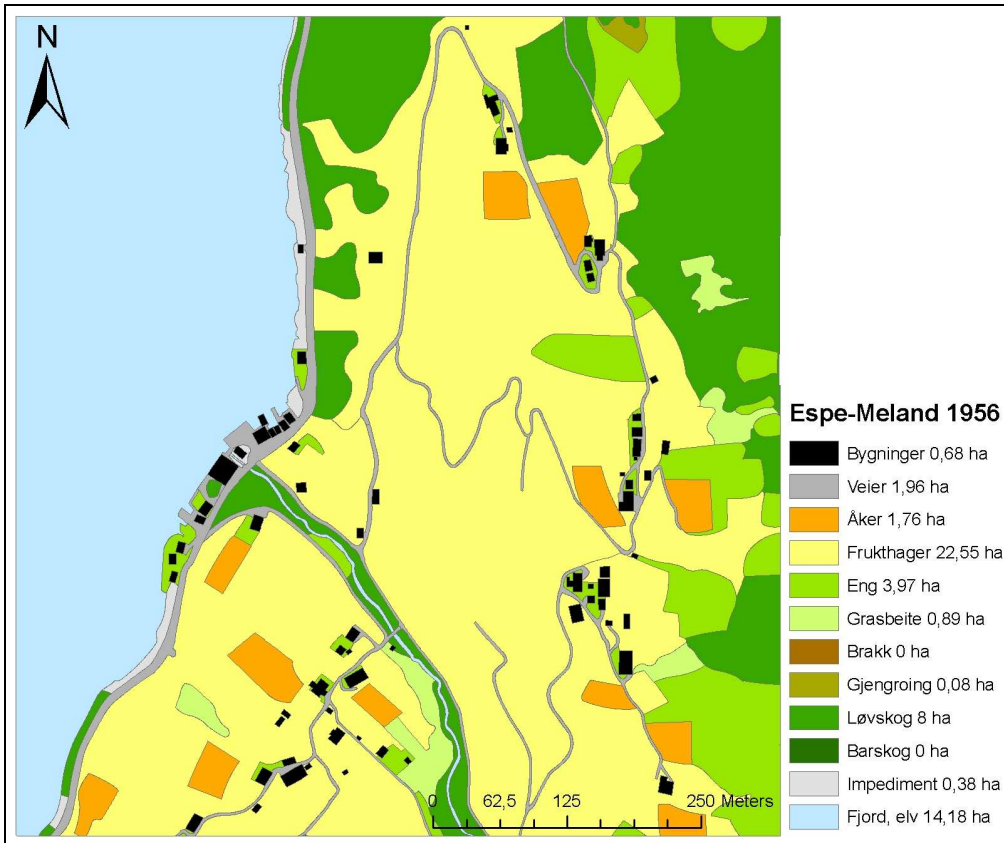 N
Espe-Meland 1956
Bygninger 0,68 ha
Veier 1,96 ha
Åker 1,76 ha
Frukthager 22,55 ha
Eng 3,97 ha
Grasbeite 0,89 ha
Brakk 0 ha
Gjengroing 0,08 ha
Løvskog 8 ha
Barskog 0 ha
Impediment 0,38 ha
Fjord, elv 14,18 ha
0 62,5 125 250 Meters